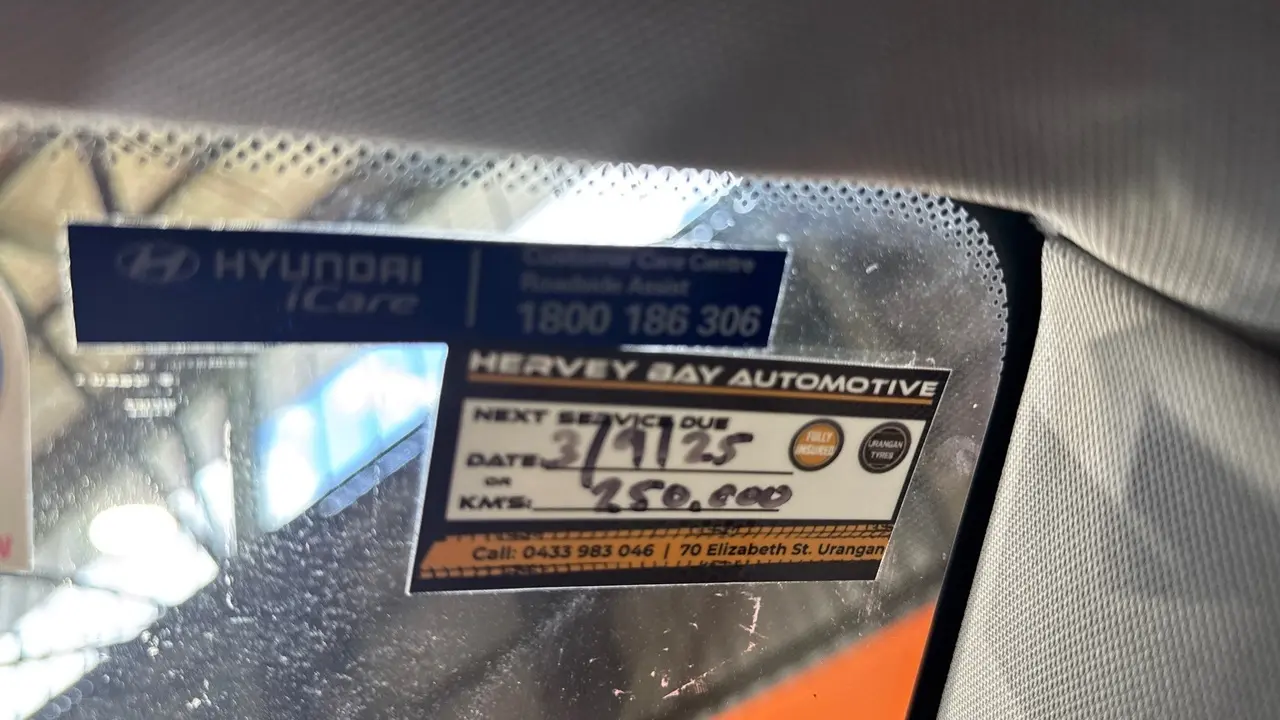 HYUNDAI
iCare
Customer Care Centre
Roadside Assist
1800 186 306
HERVEY BAY AUTOMOTIVE
NEXT SERVICE DUE
DATE: 3/9/25
OR
KM'S: 250.000
FULLY
INSURED
URANGAN
TYRES
Call: 0433 983 046 | 70 Elizabeth St. Urangan
N